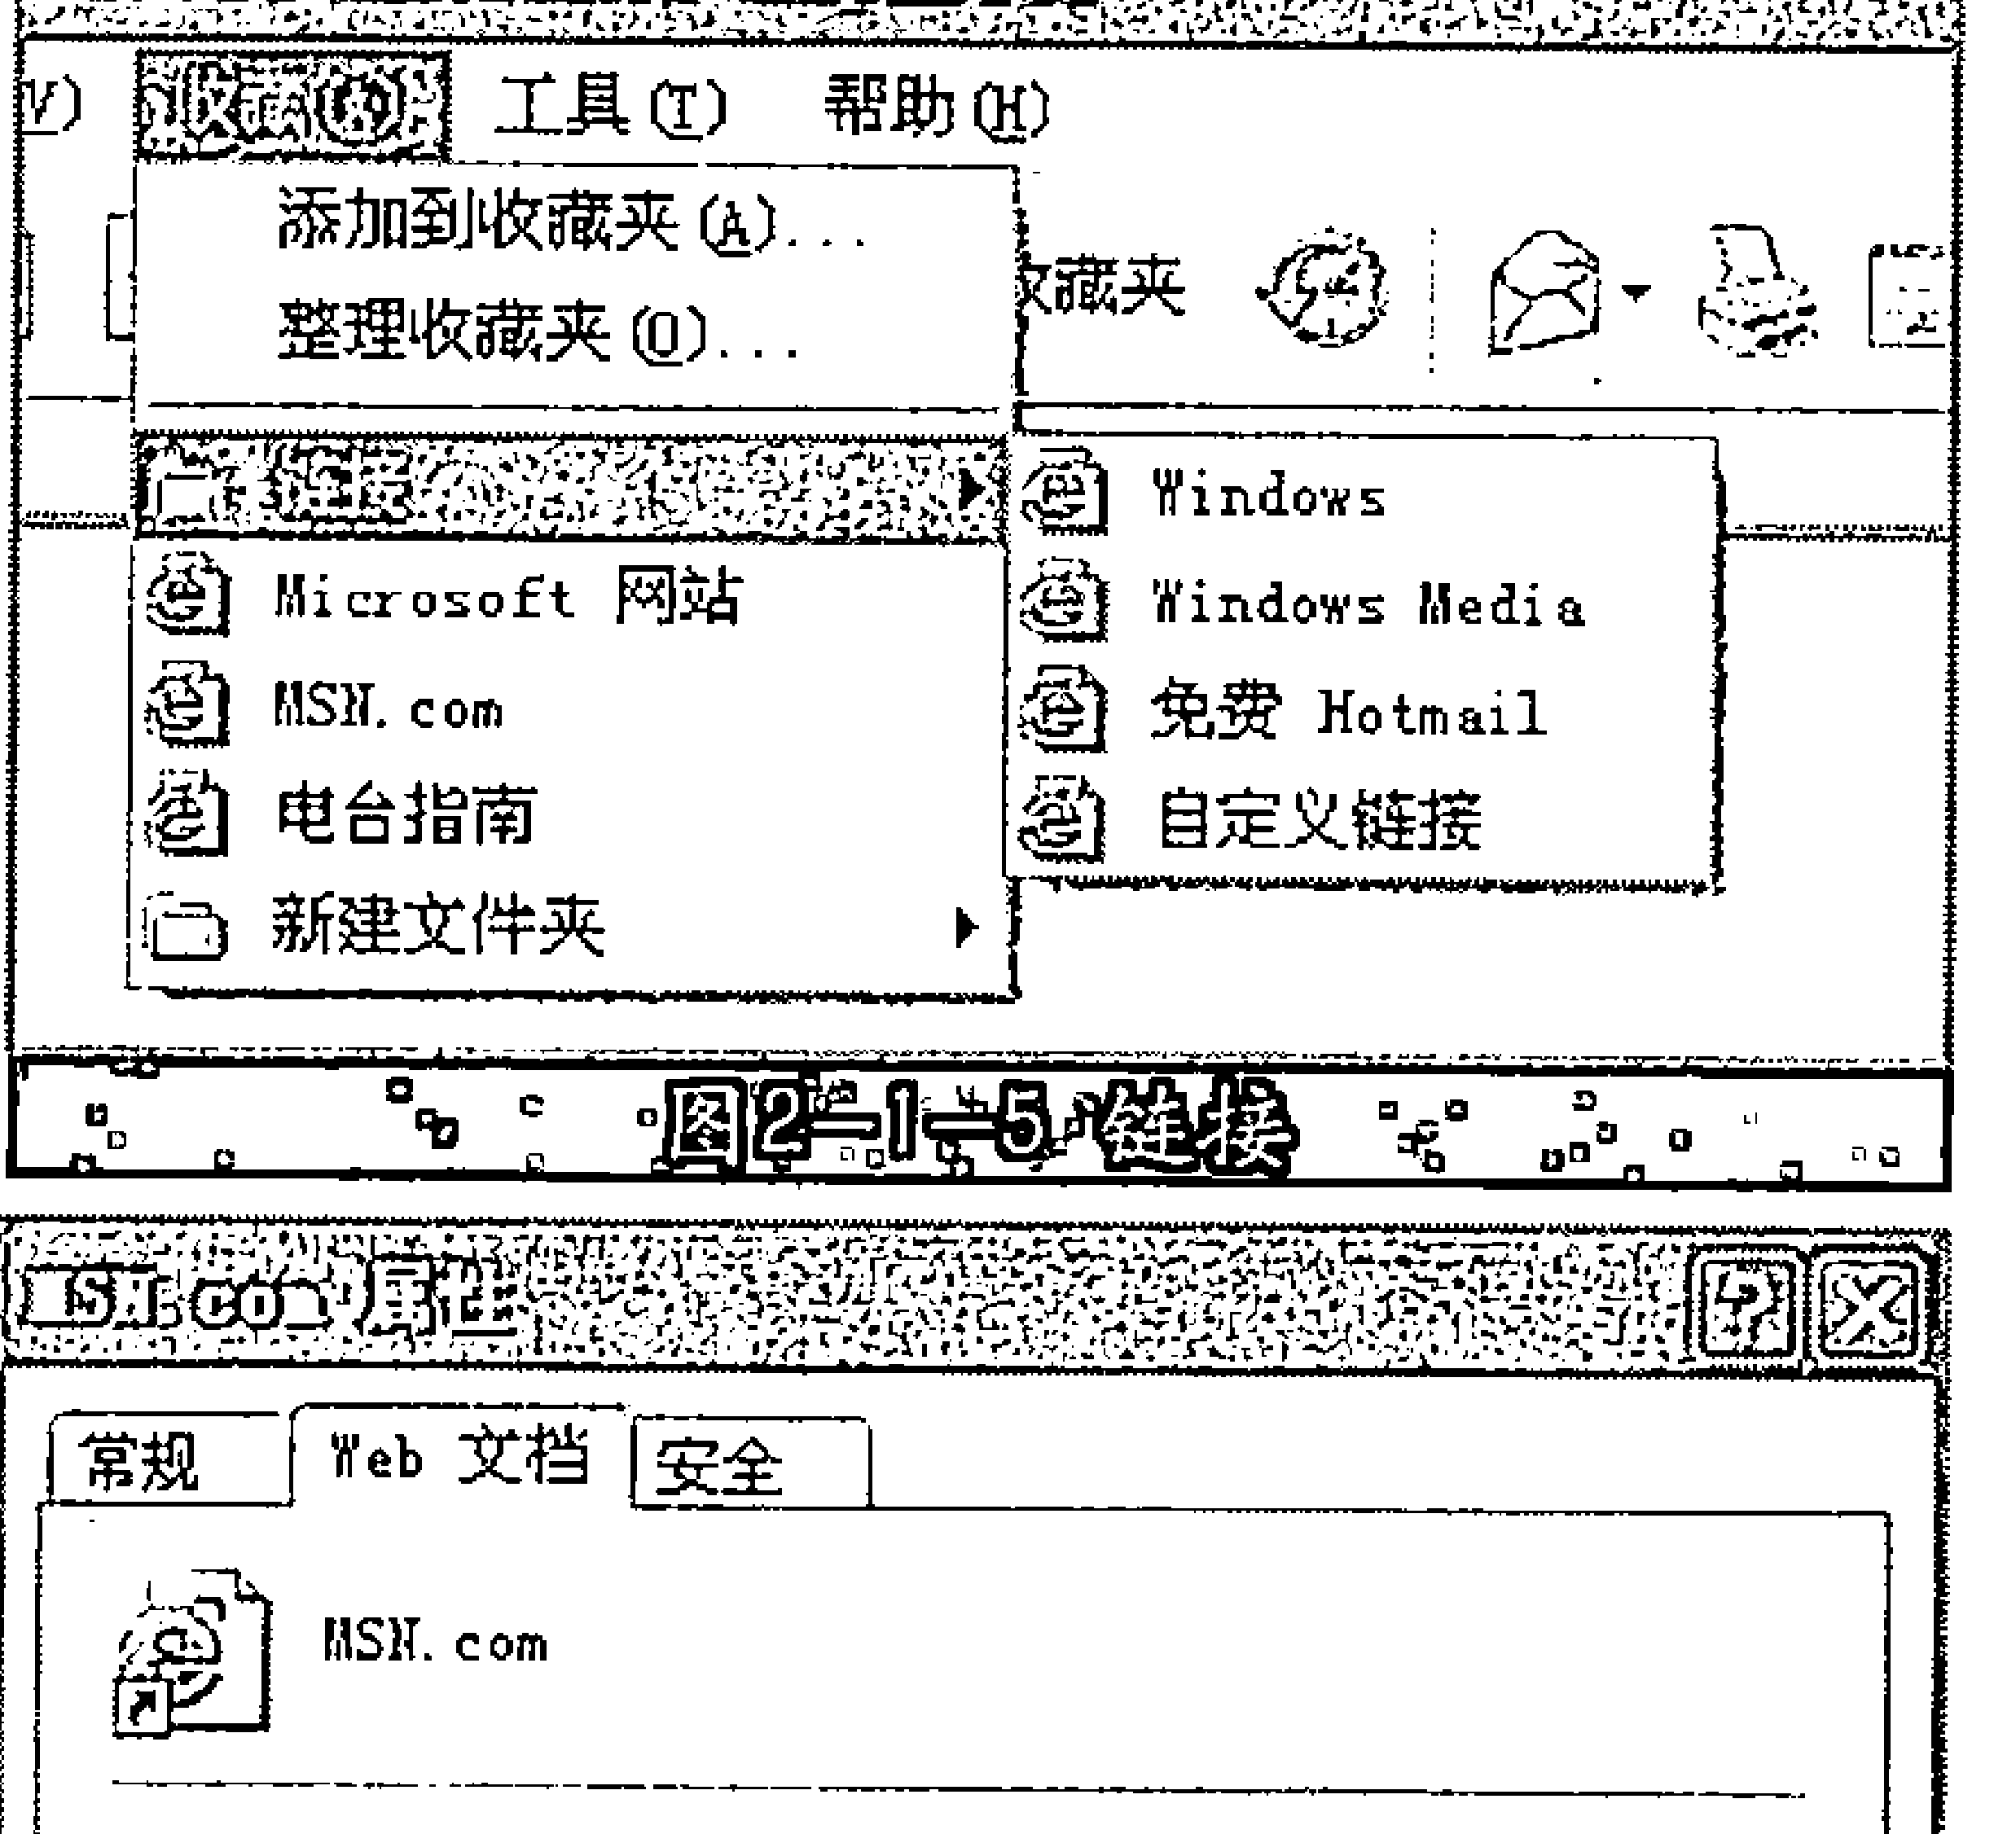 V) 收藏(A) 工具(T) 帮助(H)
添加到收藏夹(A)...
整理收藏夹(O)...
收藏夹
链接
Windows
Microsoft 网站
Windows Media
MSN.com
免费 Hotmail
电台指南
自定义链接
新建文件夹
图2—1—5 链接
MSN.com 属性
常规 Web 文档 安全
MSN.com